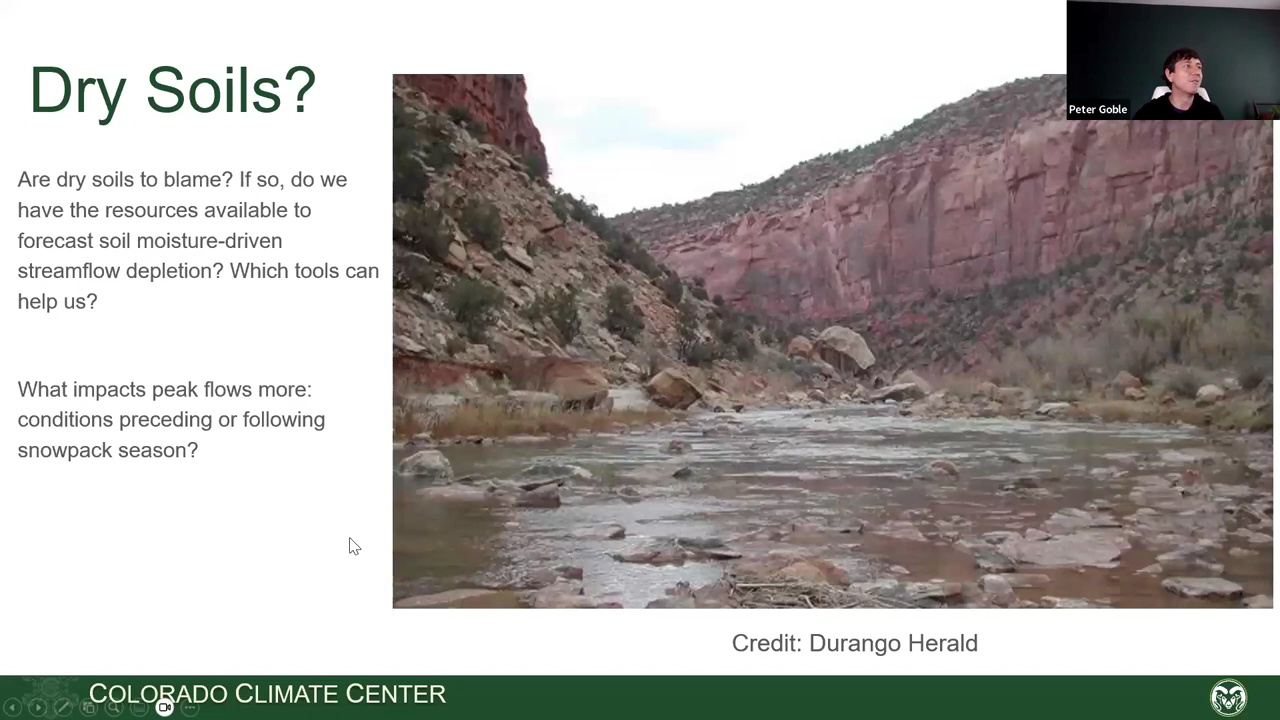 Dry Soils?
Peter Goble
Are dry soils to blame? If so, do we
have the resources available to
forecast soil moisture-driven
streamflow depletion? Which tools can
help us?
What impacts peak flows more:
conditions preceding or following
snowpack season?
Credit: Durango Herald
COLORADO CLIMATE CENTER